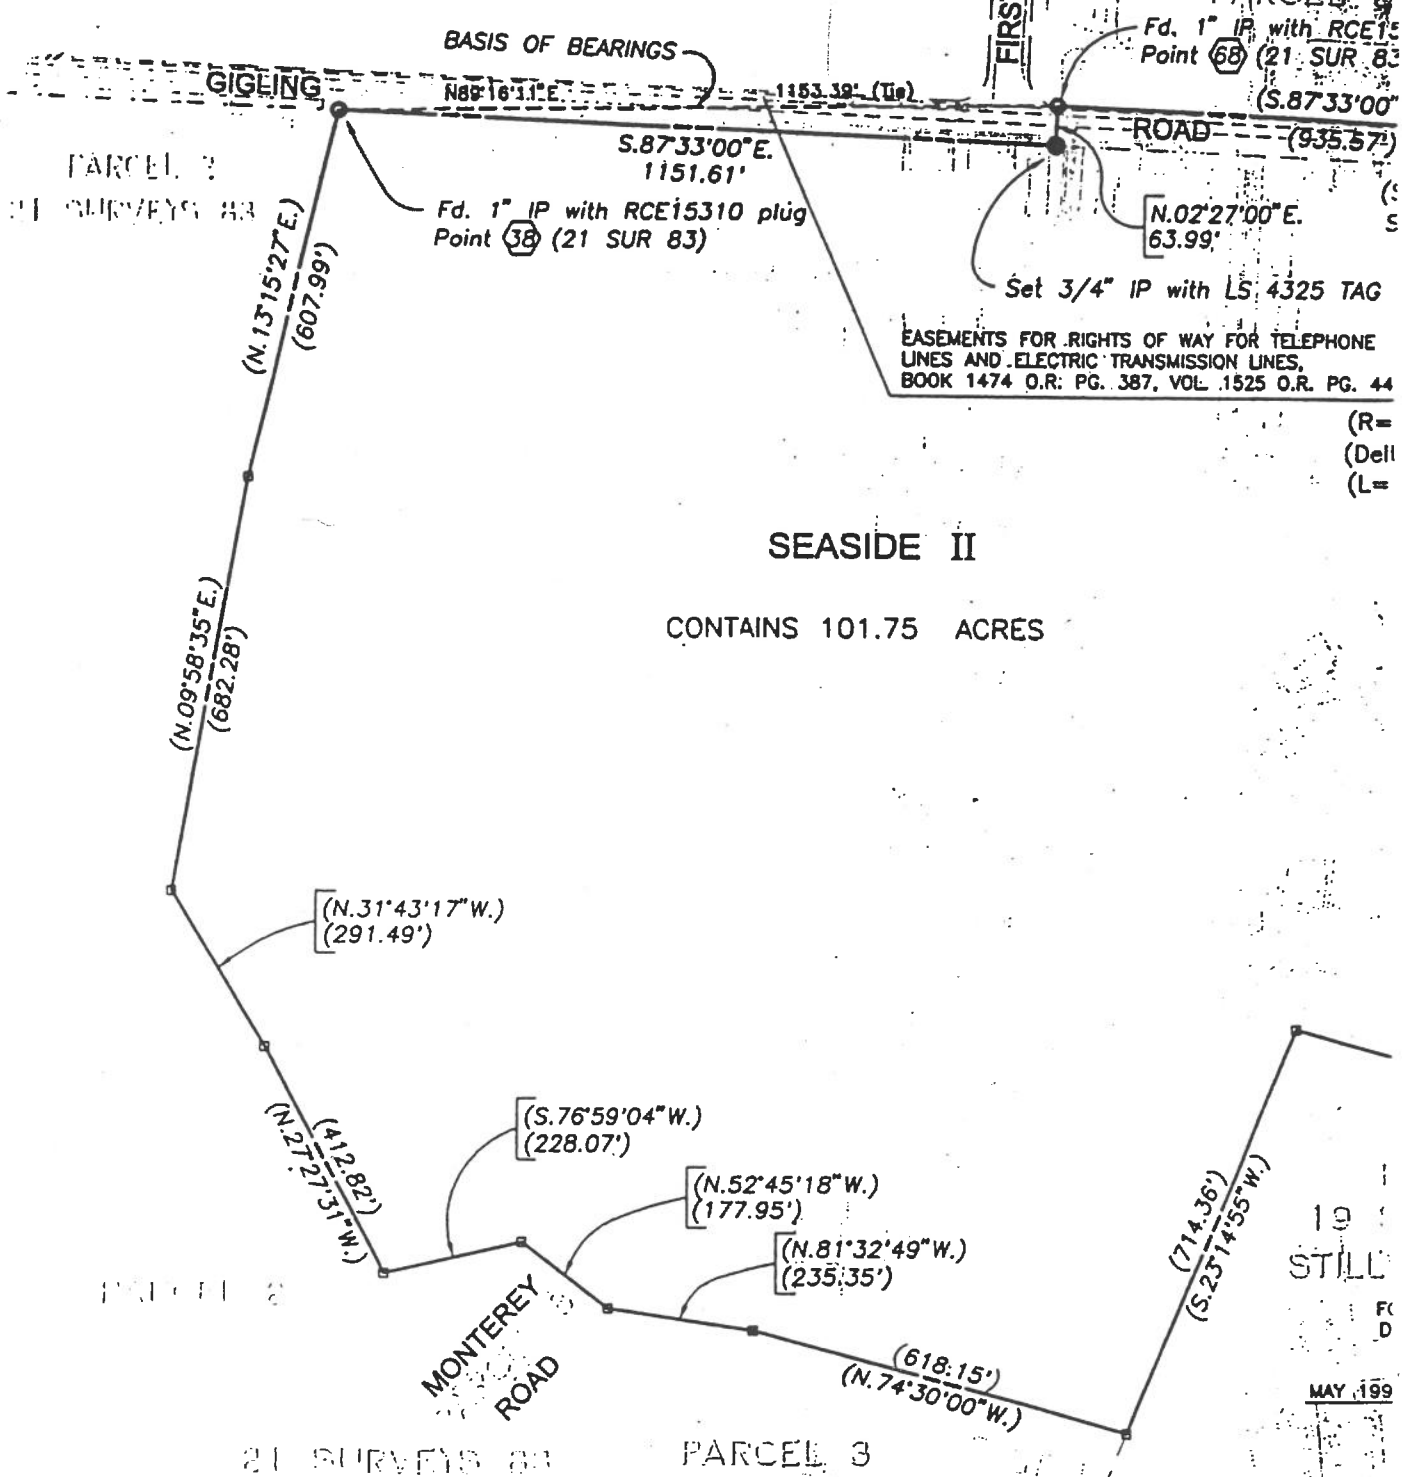 FIRS
BASIS OF BEARINGS
Fd. 1" IP with RCE15
Point 68 (21 SUR 83
GIGLING
N89°16'11"E.
1153.39' (Tie)
(S.87°33'00"
ROAD
(935.57')
S.87°33'00"E.
1151.61'
PARCEL 2
21 SURVEYS 83
Fd. 1" IP with RCE15310 plug
Point 38 (21 SUR 83)
N.02°27'00"E.
63.99'
(S
S
(N.13°15'27"E.)
(607.99')
Set 3/4" IP with LS 4325 TAG
EASEMENTS FOR RIGHTS OF WAY FOR TELEPHONE
LINES AND ELECTRIC TRANSMISSION LINES,
BOOK 1474 O.R. PG. 387, VOL. 1525 O.R. PG. 44
(R=
(Dell
(L=
SEASIDE II
CONTAINS 101.75 ACRES
(N.09°58'35"E.)
(682.28')
(N.31°43'17"W.)
(291.49')
(412.82')
(N.27°27'31"W.)
(S.76°59'04"W.)
(228.07')
(N.52°45'18"W.)
(177.95')
(N.81°32'49"W.)
(235.35')
(714.36')
(S.23°14'55"W.)
19
STILL
FO
D
PARCEL 2
MONTEREY
ROAD
(618.15')
(N.74°30'00"W.)
MAY 199
21 SURVEYS 83
PARCEL 3